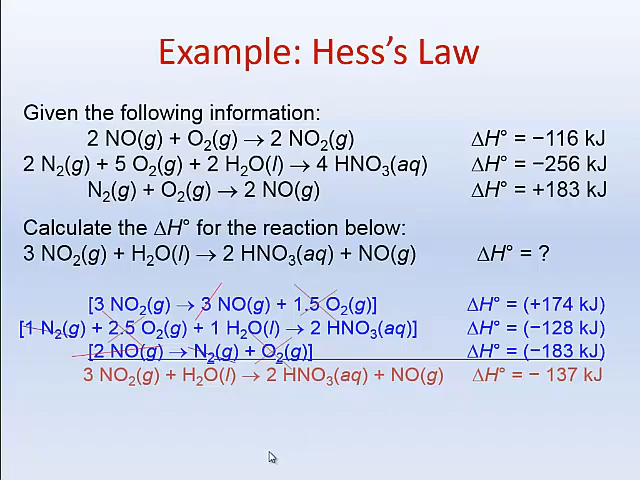 Example: Hess's Law
Given the following information:
2 NO(g) + O₂(g) → 2 NO₂(g) ΔH° = −116 kJ
2 N₂(g) + 5 O₂(g) + 2 H₂O(l) → 4 HNO₃(aq) ΔH° = −256 kJ
N₂(g) + O₂(g) → 2 NO(g) ΔH° = +183 kJ
Calculate the ΔH° for the reaction below:
3 NO₂(g) + H₂O(l) → 2 HNO₃(aq) + NO(g) ΔH° = ?
[3 NO₂(g) → 3 NO(g) + 1.5 O₂(g)] ΔH° = (+174 kJ)
[1 N₂(g) + 2.5 O₂(g) + 1 H₂O(l) → 2 HNO₃(aq)] ΔH° = (−128 kJ)
[2 NO(g) → N₂(g) + O₂(g)] ΔH° = (−183 kJ)
3 NO₂(g) + H₂O(l) → 2 HNO₃(aq) + NO(g) ΔH° = − 137 kJ